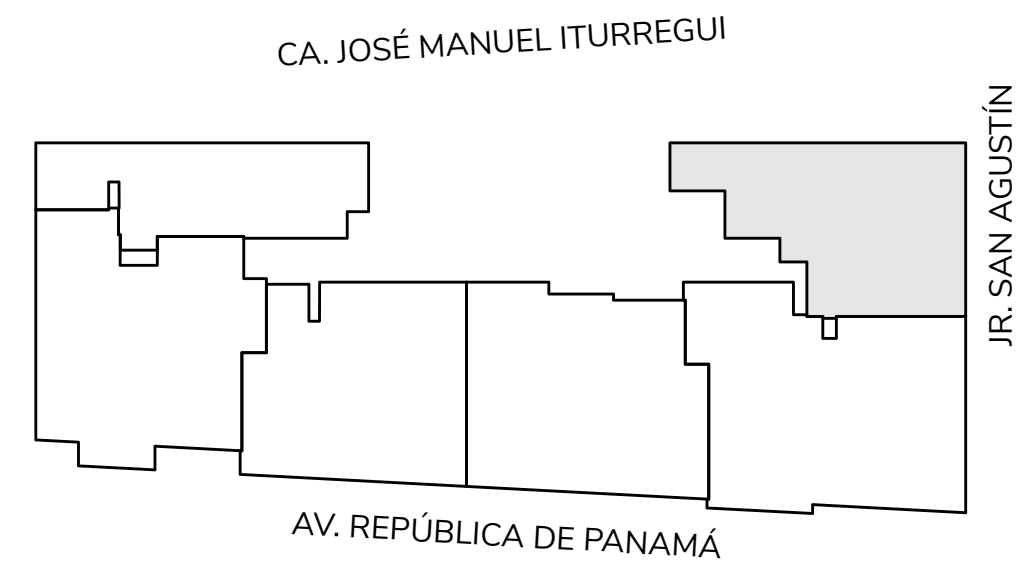 CA. JOSÉ MANUEL ITURREGUI
JR. SAN AGUSTÍN
AV. REPÚBLICA DE PANAMÁ